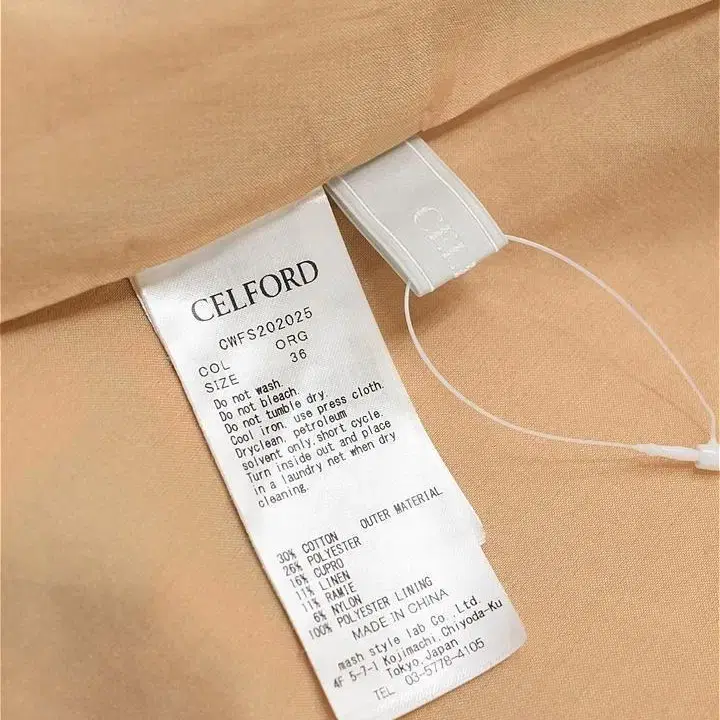 CELFORD
CWFS202025
COL ORG
SIZE 36
Do not wash.
Do not bleach.
Do not tumble dry.
Cool iron, use press cloth.
Dryclean, petroleum
solvent only,short cycle.
Turn inside out and place
in a laundry net when dry
cleaning.
OUTER MATERIAL
30% COTTON
26% POLYESTER
16% CUPRO
11% LINEN
11% RAMIE
6% NYLON
100% POLYESTER LINING
MADE IN CHINA
mash style lab Co., Ltd.
4F 5-7-1 Kojimachi,Chiyoda-Ku
Tokyo,Japan
TEL 03-5778-4105
CEL